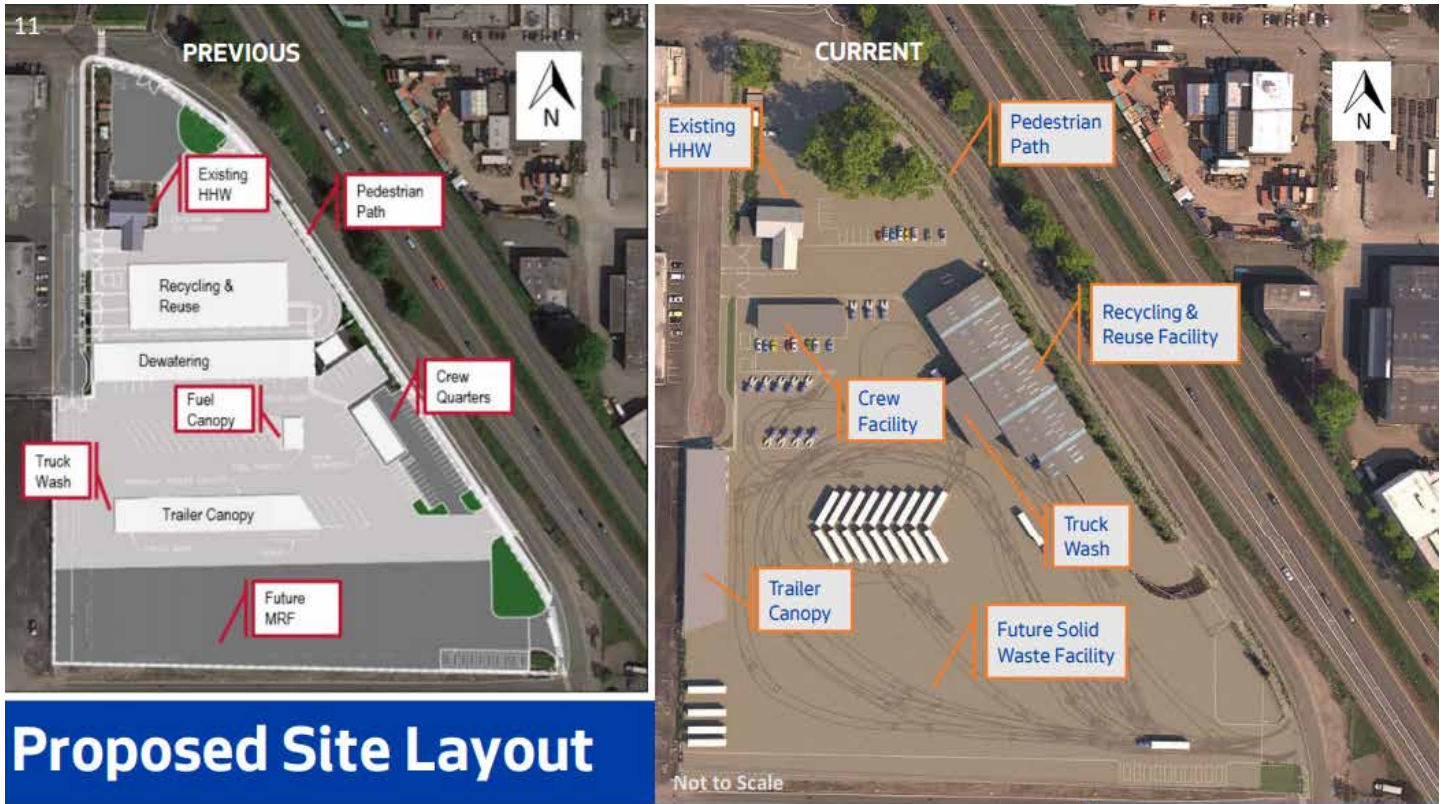 11
PREVIOUS
N
Existing
HHW
Pedestrian
Path
Recycling &
Reuse
Dewatering
Fuel
Canopy
Crew
Quarters
Truck
Wash
Trailer Canopy
Future
MRF
Proposed Site Layout
CURRENT
N
Existing
HHW
Pedestrian
Path
Recycling &
Reuse Facility
Crew
Facility
Truck
Wash
Trailer
Canopy
Future Solid
Waste Facility
Not to Scale